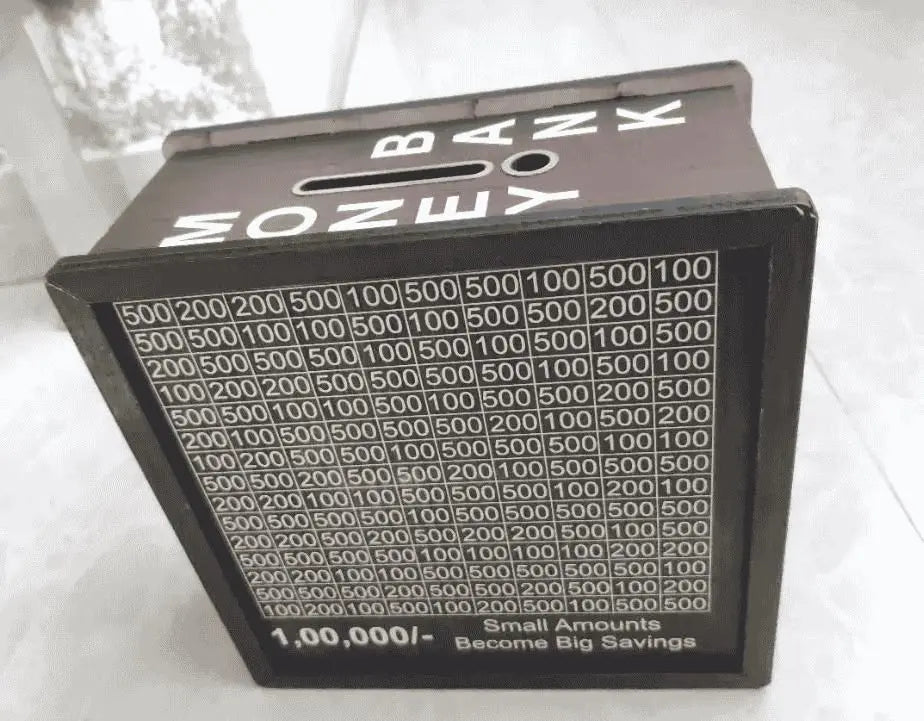 BANK
MONEY
500 200 200 500 100 500 500 100 500 100
500 500 100 100 500 100 500 500 200 500
200 500 500 500 100 500 100 500 100 500
100 200 200 500 500 500 500 100 500 100
500 500 100 100 500 100 500 500 200 500
200 100 500 500 500 500 200 100 500 200
100 200 500 500 100 500 500 500 100 100
500 500 200 500 500 200 100 500 500 500
200 200 100 100 500 500 500 100 200 100
500 500 500 500 100 500 500 500 500 500
200 200 500 200 500 200 200 500 100 500
500 500 500 500 100 100 100 100 200 200
200 200 100 100 500 500 500 500 500 100
500 500 500 200 500 500 200 500 100 200
100 200 100 500 100 200 500 100 500 500
1,00,000/-
Small Amounts
Become Big Savings